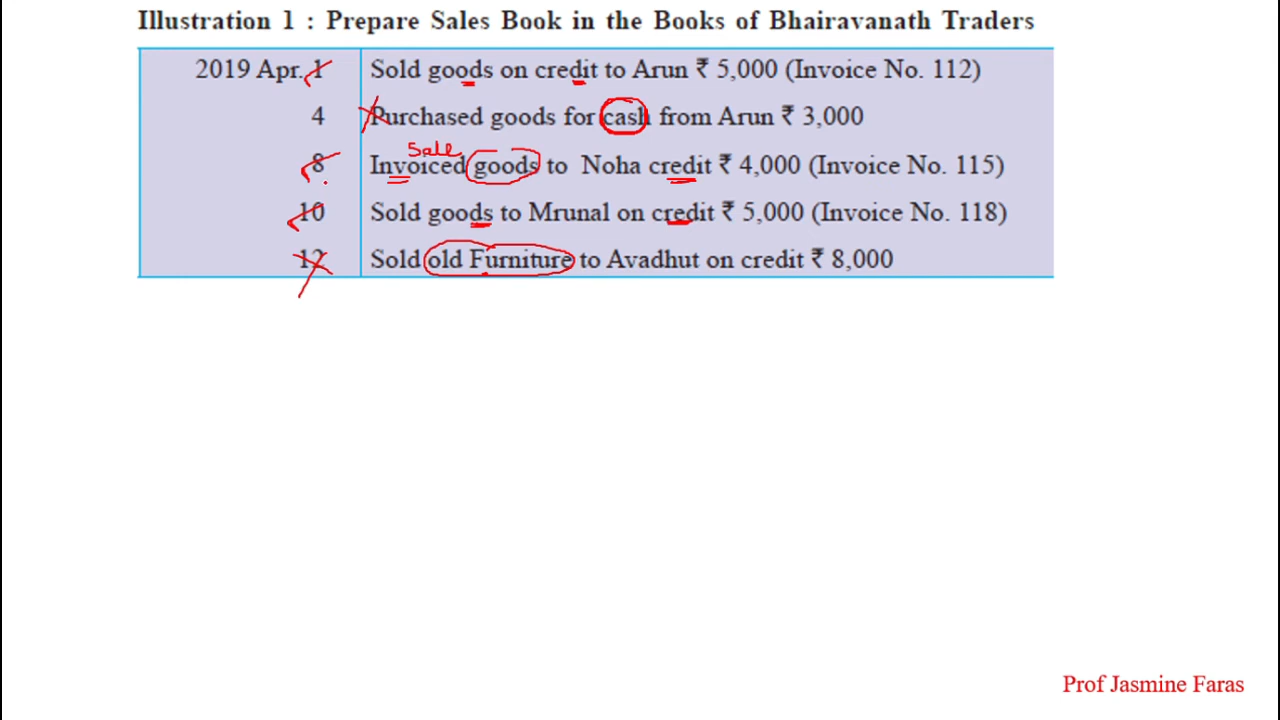 Illustration 1 : Prepare Sales Book in the Books of Bhairavanath Traders
2019 Apr. 1 Sold goods on credit to Arun ₹ 5,000 (Invoice No. 112)
4 Purchased goods for cash from Arun ₹ 3,000
Sale
8 Invoiced goods to Noha credit ₹ 4,000 (Invoice No. 115)
10 Sold goods to Mrunal on credit ₹ 5,000 (Invoice No. 118)
12 Sold old Furniture to Avadhut on credit ₹ 8,000
Prof Jasmine Faras